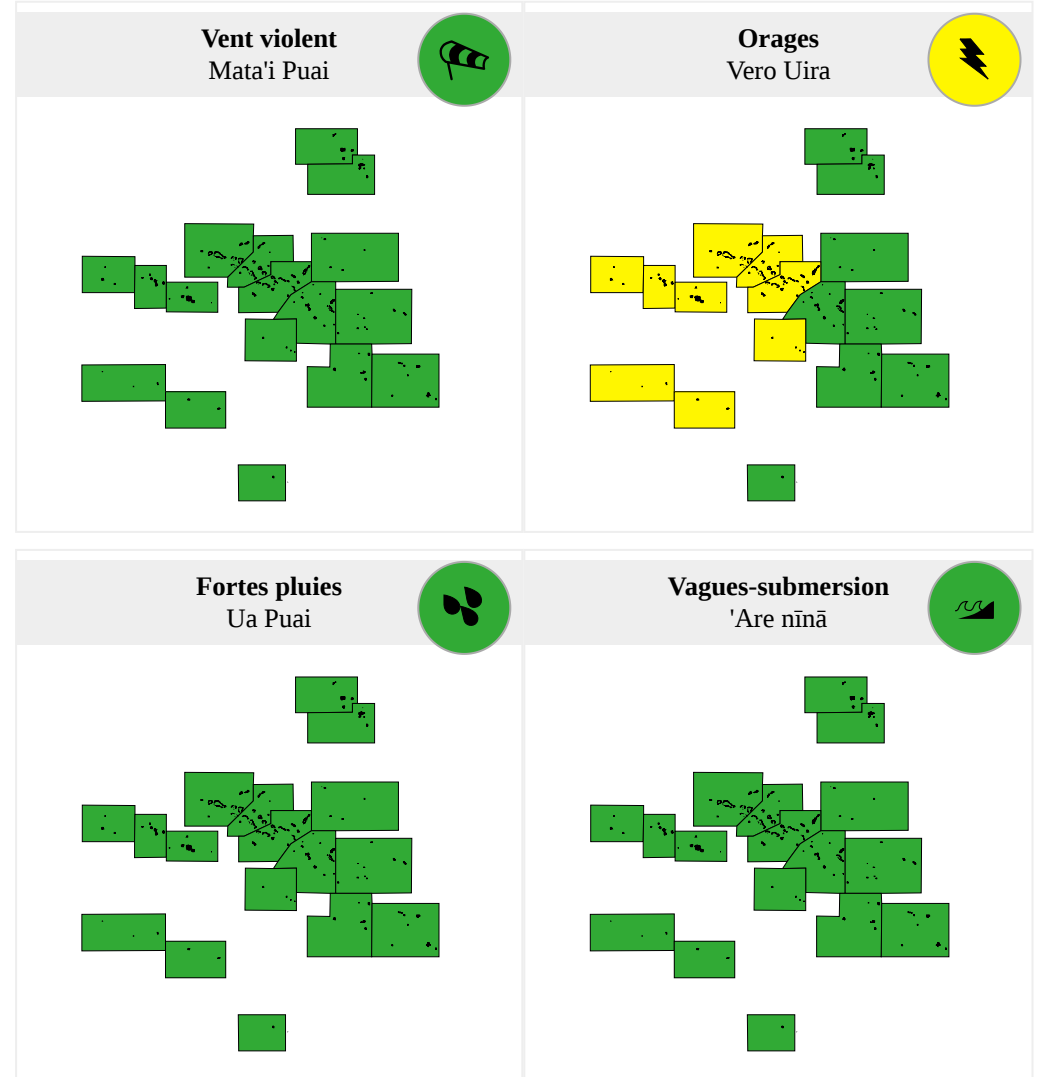 Vent violent
Mata'i Puai
Orages
Vero Uira
Fortes pluies
Ua Puai
Vagues-submersion
'Are nīnā